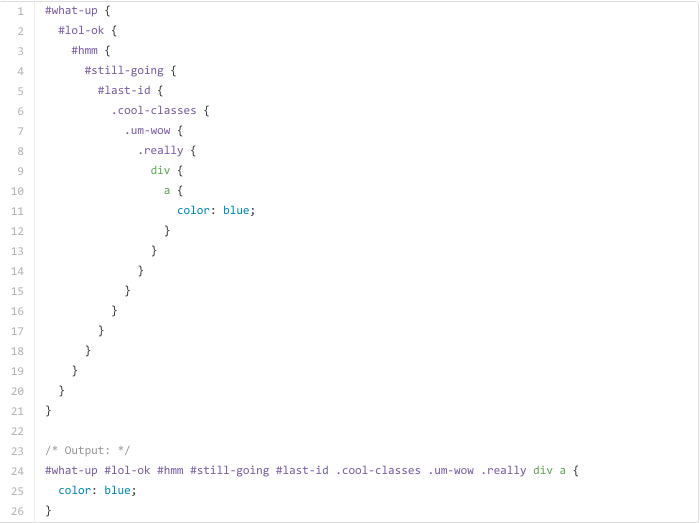 1 #what-up {
2 #lol-ok {
3 #hmm {
4 #still-going {
5 #last-id {
6 .cool-classes {
7 .um-wow {
8 .really {
9 div {
10 a {
11 color: blue;
12 }
13 }
14 }
15 }
16 }
17 }
18 }
19 }
20 }
21 }
22
23 /* Output: */
24 #what-up #lol-ok #hmm #still-going #last-id .cool-classes .um-wow .really div a {
25 color: blue;
26 }